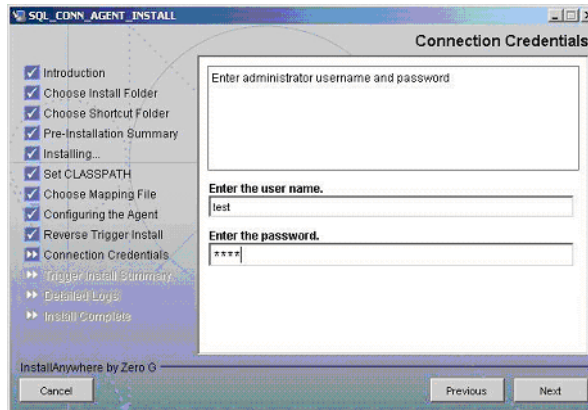 SQL_CONN_AGENT_INSTALL
Connection Credentials
Introduction
Choose Install Folder
Choose Shortcut Folder
Pre-Installation Summary
Installing...
Set CLASSPATH
Choose Mapping File
Configuring the Agent
Reverse Trigger Install
Connection Credentials
Trigger Install Summary
Detailed Logs
Install Complete
Enter administrator username and password
Enter the user name.
test
Enter the password.
****
InstallAnywhere by Zero G
Cancel
Previous
Next